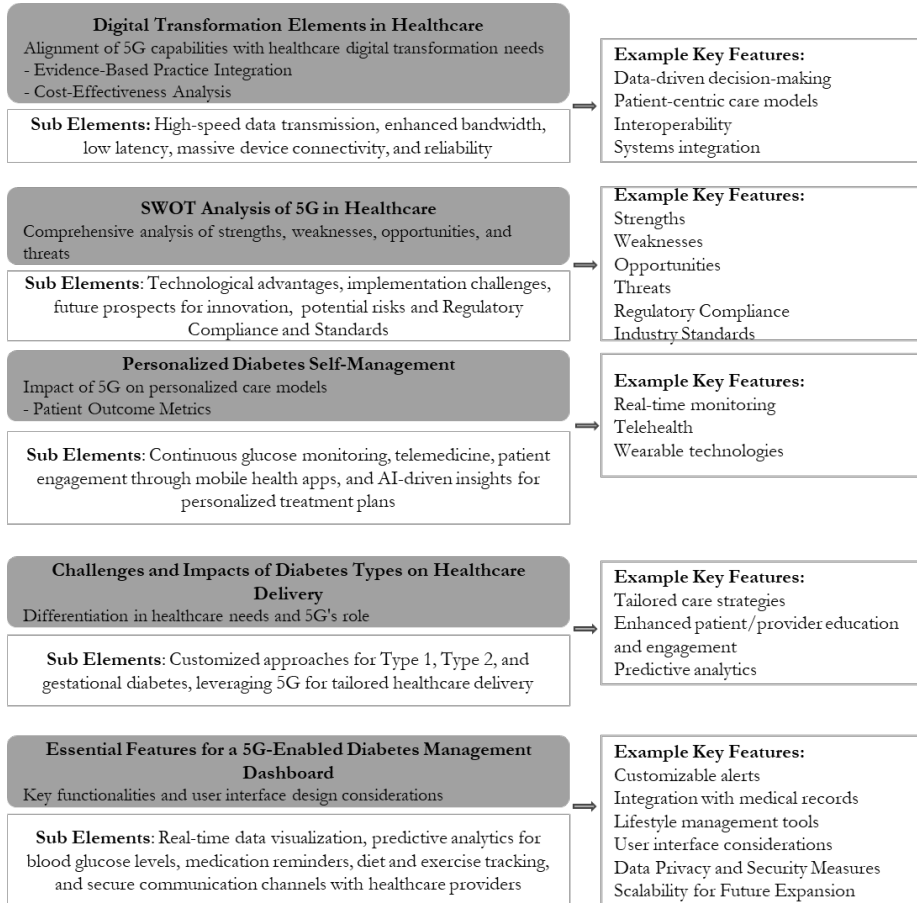 Digital Transformation Elements in Healthcare
Alignment of 5G capabilities with healthcare digital transformation needs
- Evidence-Based Practice Integration
- Cost-Effectiveness Analysis
Sub Elements: High-speed data transmission, enhanced bandwidth,
low latency, massive device connectivity, and reliability
Example Key Features:
Data-driven decision-making
Patient-centric care models
Interoperability
Systems integration
SWOT Analysis of 5G in Healthcare
Comprehensive analysis of strengths, weaknesses, opportunities, and
threats
Sub Elements: Technological advantages, implementation challenges,
future prospects for innovation, potential risks and Regulatory
Compliance and Standards
Example Key Features:
Strengths
Weaknesses
Opportunities
Threats
Regulatory Compliance
Industry Standards
Personalized Diabetes Self-Management
Impact of 5G on personalized care models
- Patient Outcome Metrics
Sub Elements: Continuous glucose monitoring, telemedicine, patient
engagement through mobile health apps, and AI-driven insights for
personalized treatment plans
Example Key Features:
Real-time monitoring
Telehealth
Wearable technologies
Challenges and Impacts of Diabetes Types on Healthcare
Delivery
Differentiation in healthcare needs and 5G's role
Sub Elements: Customized approaches for Type 1, Type 2, and
gestational diabetes, leveraging 5G for tailored healthcare delivery
Example Key Features:
Tailored care strategies
Enhanced patient/provider education
and engagement
Predictive analytics
Essential Features for a 5G-Enabled Diabetes Management
Dashboard
Key functionalities and user interface design considerations
Sub Elements: Real-time data visualization, predictive analytics for
blood glucose levels, medication reminders, diet and exercise tracking,
and secure communication channels with healthcare providers
Example Key Features:
Customizable alerts
Integration with medical records
Lifestyle management tools
User interface considerations
Data Privacy and Security Measures
Scalability for Future Expansion